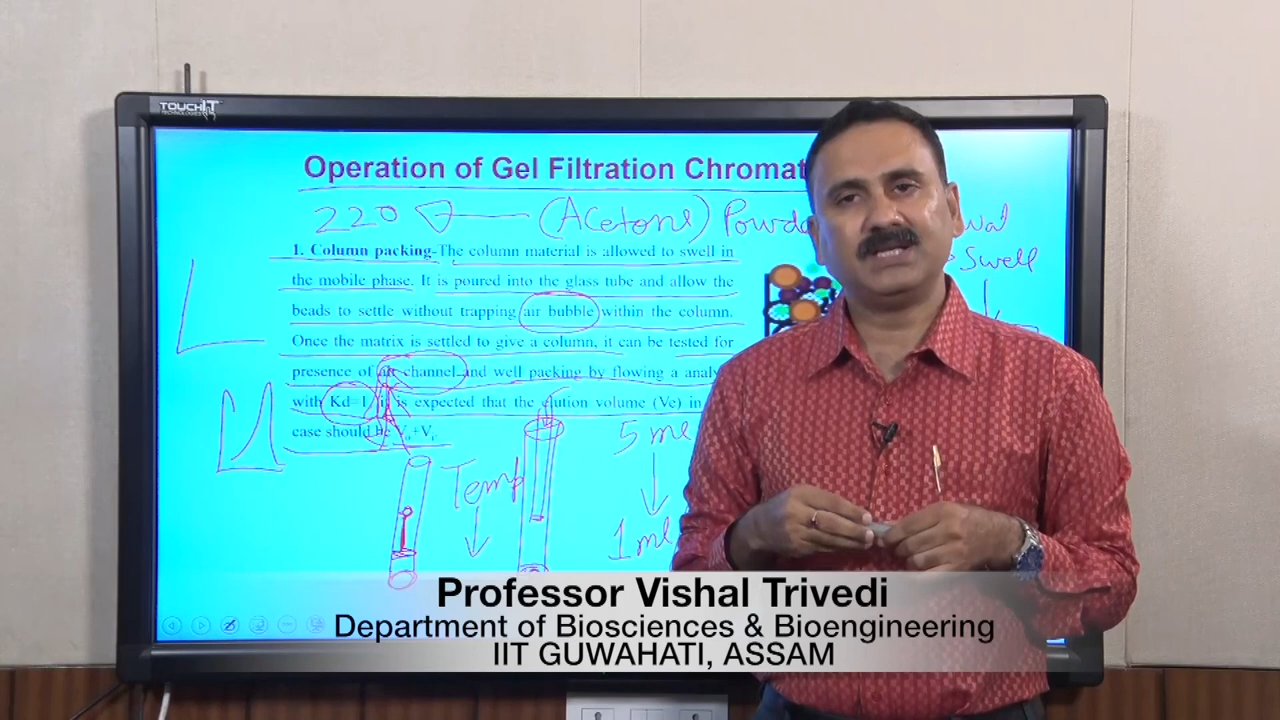 TOUCHIT
TECHNOLOGIES
Operation of Gel Filtration Chromat
220 (Acetone) Powd
Swell
1. Column packing-The column material is allowed to swell in
the mobile phase. It is poured into the glass tube and allow the
beads to settle without trapping air bubble within the column.
Once the matrix is settled to give a column, it can be tested for
presence of air channel and well packing by flowing a analy
with Kd=1, it is expected that the elution volume (Ve) in
case should be Vo+Vi.
Temp
5 ml
1 ml
Professor Vishal Trivedi
Department of Biosciences & Bioengineering
IIT GUWAHATI, ASSAM